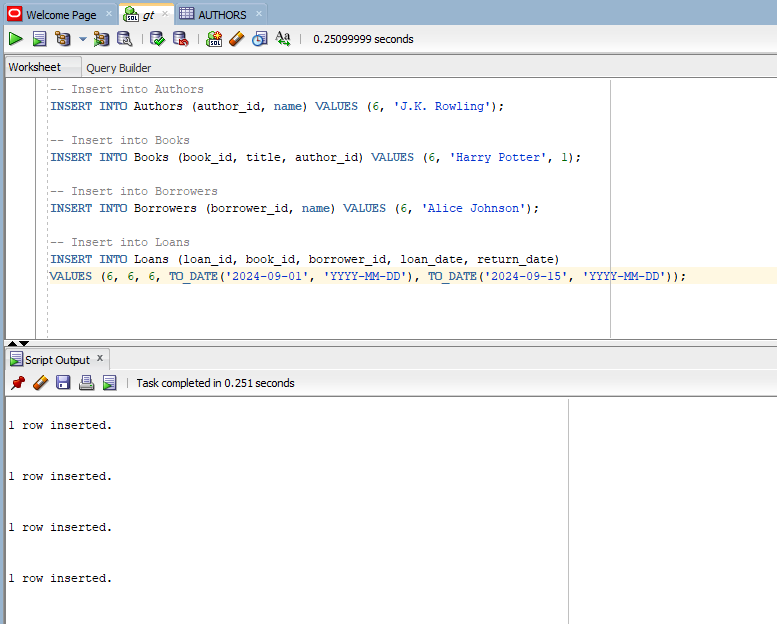 Welcome Page
gt
AUTHORS
0.25099999 seconds
Worksheet
Query Builder
-- Insert into Authors
INSERT INTO Authors (author_id, name) VALUES (6, 'J.K. Rowling');
-- Insert into Books
INSERT INTO Books (book_id, title, author_id) VALUES (6, 'Harry Potter', 1);
-- Insert into Borrowers
INSERT INTO Borrowers (borrower_id, name) VALUES (6, 'Alice Johnson');
-- Insert into Loans
INSERT INTO Loans (loan_id, book_id, borrower_id, loan_date, return_date)
VALUES (6, 6, 6, TO_DATE('2024-09-01', 'YYYY-MM-DD'), TO_DATE('2024-09-15', 'YYYY-MM-DD'));
Script Output
Task completed in 0.251 seconds
1 row inserted.
1 row inserted.
1 row inserted.
1 row inserted.